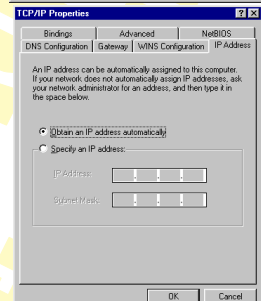 TCP/IP Properties
Bindings Advanced NetBIOS
DNS Configuration Gateway WINS Configuration IP Address
An IP address can be automatically assigned to this computer.
If your network does not automatically assign IP addresses, ask
your network administrator for an address, and then type it in
the space below.
Obtain an IP address automatically
Specify an IP address:
IP Address:
Subnet Mask:
OK Cancel